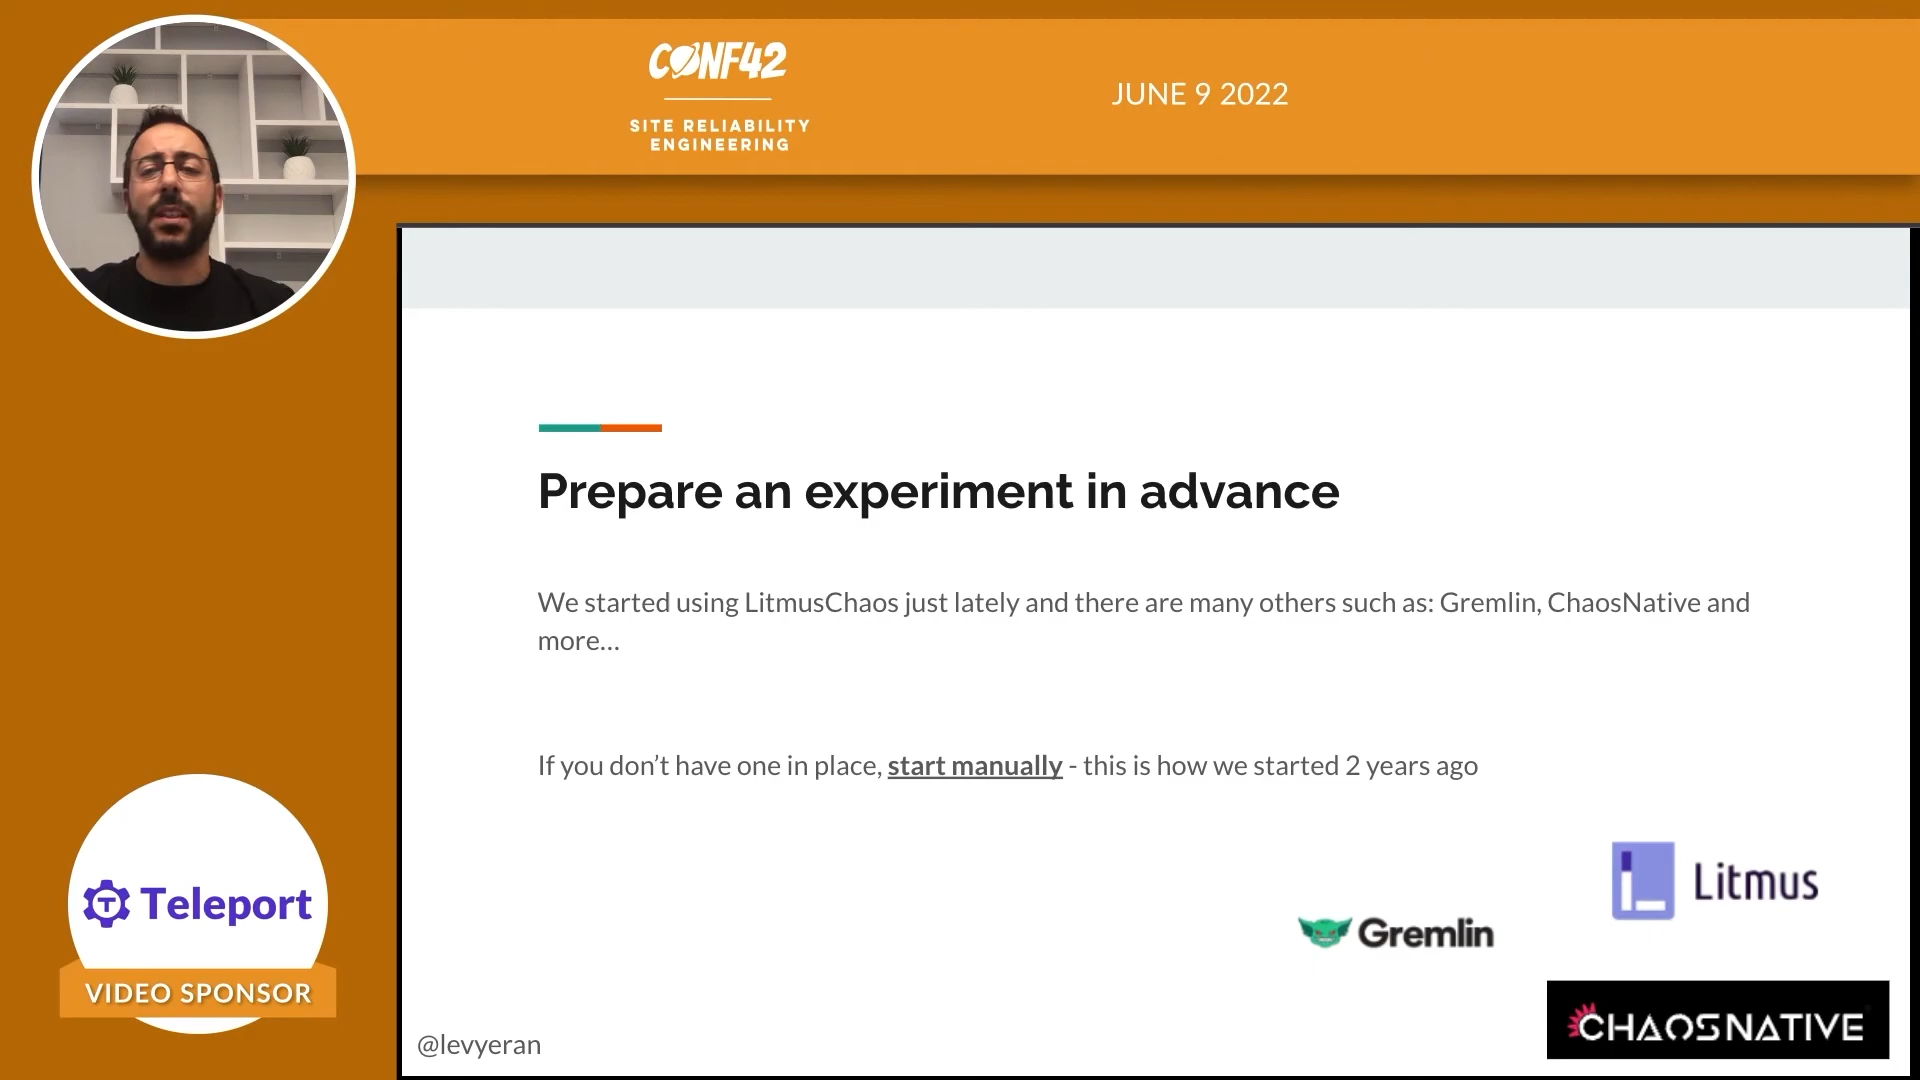 CONF42
SITE RELIABILITY
ENGINEERING
JUNE 9 2022
Prepare an experiment in advance
We started using LitmusChaos just lately and there are many others such as: Gremlin, ChaosNative and
more...
If you don't have one in place, start manually - this is how we started 2 years ago
Litmus
Gremlin
CHAOSNATIVE
@levyeran
T Teleport
VIDEO SPONSOR